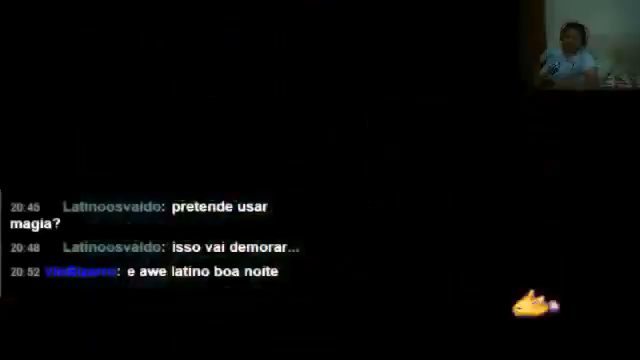 20:45 Latinoosvaldo: pretende usar
magia?
20:48 Latinoosvaldo: isso vai demorar...
20:52 : e awe latino boa noite